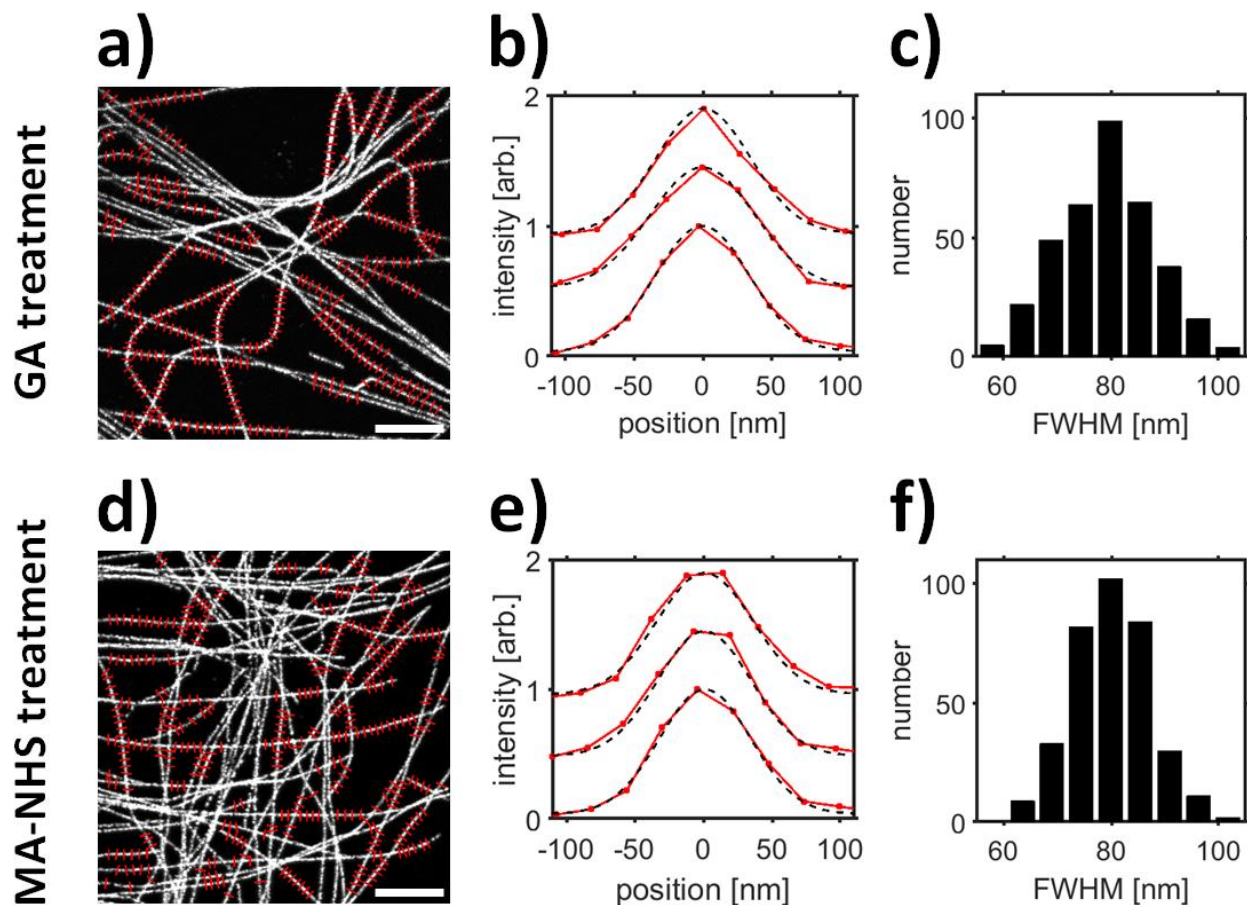 a)
b)
c)
GA treatment
2
1
0
intensity [arb.]
-100 -50 0 50 100
position [nm]
100
50
0
number
60 80 100
FWHM [nm]
d)
e)
f)
MA-NHS treatment
2
1
0
intensity [arb.]
-100 -50 0 50 100
position [nm]
100
50
0
number
60 80 100
FWHM [nm]